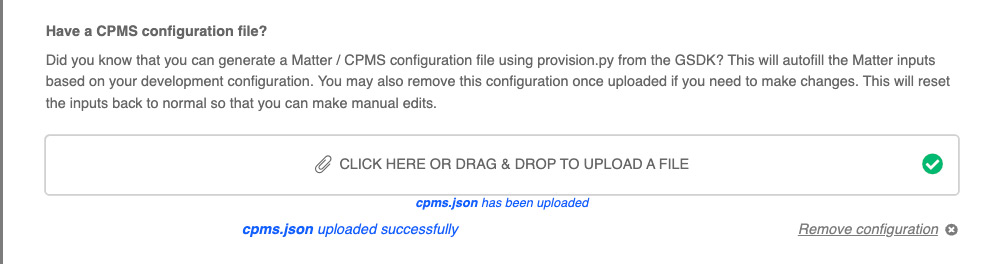 Have a CPMS configuration file?
Did you know that you can generate a Matter / CPMS configuration file using provision.py from the GSDK? This will autofill the Matter inputs
based on your development configuration. You may also remove this configuration once uploaded if you need to make changes. This will reset
the inputs back to normal so that you can make manual edits.
CLICK HERE OR DRAG & DROP TO UPLOAD A FILE
cpms.json has been uploaded
cpms.json uploaded successfully
Remove configuration